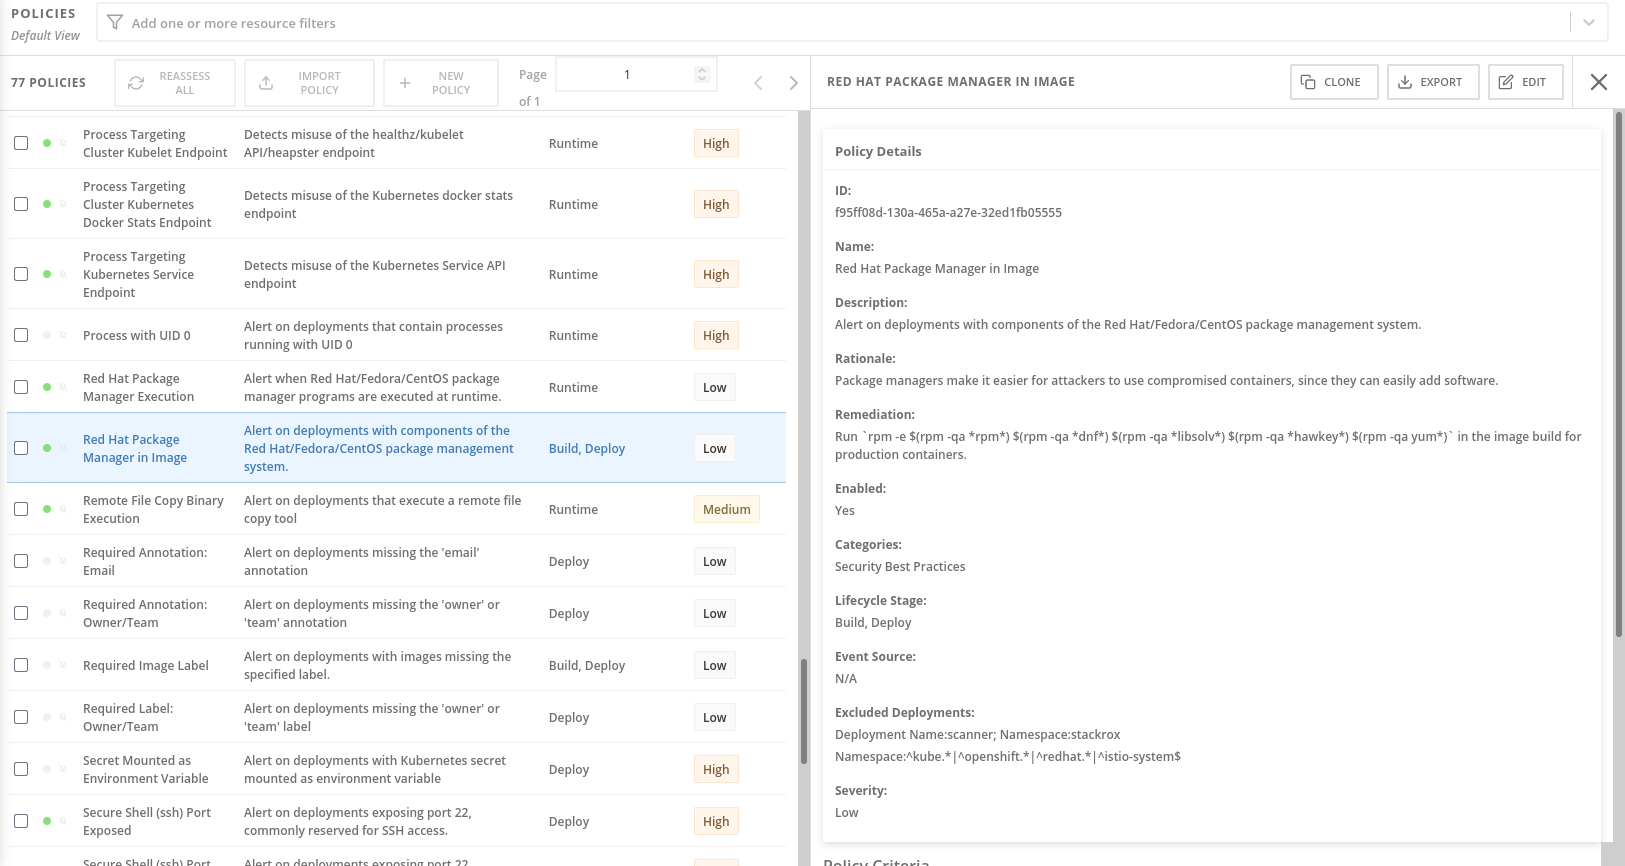 POLICIES
Default View
Add one or more resource filters
77 POLICIES
REASSESS
ALL
IMPORT
POLICY
NEW
POLICY
Page
1
of 1
Process Targeting
Cluster Kubelet Endpoint
Detects misuse of the healthz/kubelet
API/heapster endpoint
Runtime
High
Process Targeting
Cluster Kubernetes
Docker Stats Endpoint
Detects misuse of the Kubernetes docker stats
endpoint
Runtime
High
Process Targeting
Kubernetes Service
Endpoint
Detects misuse of the Kubernetes Service API
endpoint
Runtime
High
Process with UID 0
Alert on deployments that contain processes
running with UID 0
Runtime
High
Red Hat Package
Manager Execution
Alert when Red Hat/Fedora/CentOS package
manager programs are executed at runtime.
Runtime
Low
Red Hat Package
Manager in Image
Alert on deployments with components of the
Red Hat/Fedora/CentOS package management
system.
Build, Deploy
Low
Remote File Copy Binary
Execution
Alert on deployments that execute a remote file
copy tool
Runtime
Medium
Required Annotation:
Email
Alert on deployments missing the 'email'
annotation
Deploy
Low
Required Annotation:
Owner/Team
Alert on deployments missing the 'owner' or
'team' annotation
Deploy
Low
Required Image Label
Alert on deployments with images missing the
specified label.
Build, Deploy
Low
Required Label:
Owner/Team
Alert on deployments missing the 'owner' or
'team' label
Deploy
Low
Secret Mounted as
Environment Variable
Alert on deployments with Kubernetes secret
mounted as environment variable
Deploy
High
Secure Shell (ssh) Port
Exposed
Alert on deployments exposing port 22,
commonly reserved for SSH access.
Deploy
High
Secure Shell (ssh) Port
Alert on deployments exposing port 22
RED HAT PACKAGE MANAGER IN IMAGE
CLONE
EXPORT
EDIT
Policy Details
ID:
f95ff08d-130a-465a-a27e-32ed1fb05555
Name:
Red Hat Package Manager in Image
Description:
Alert on deployments with components of the Red Hat/Fedora/CentOS package management system.
Rationale:
Package managers make it easier for attackers to use compromised containers, since they can easily add software.
Remediation:
Run `rpm -e $(rpm -qa *rpm*) $(rpm -qa *dnf*) $(rpm -qa *libsolv*) $(rpm -qa *hawkey*) $(rpm -qa yum*)` in the image build for
production containers.
Enabled:
Yes
Categories:
Security Best Practices
Lifecycle Stage:
Build, Deploy
Event Source:
N/A
Excluded Deployments:
Deployment Name:scanner; Namespace:stackrox
Namespace:^kube.*|^openshift.*|^redhat.*|^istio-system$
Severity:
Low
Policy Criteria